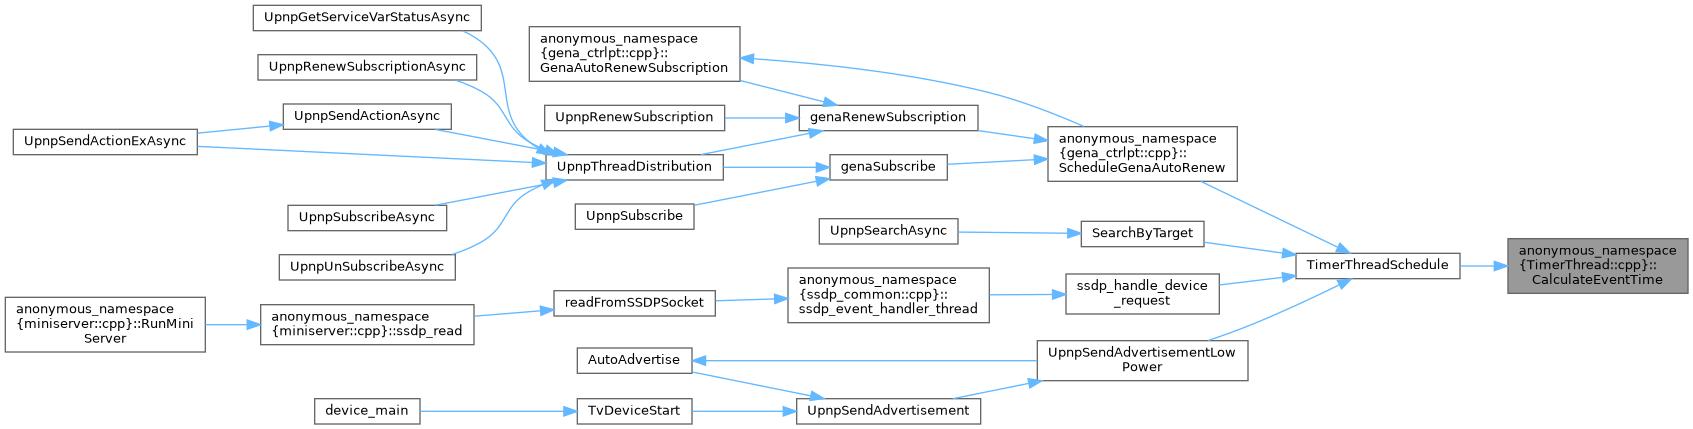 UpnpGetServiceVarStatusAsync
UpnpRenewSubscriptionAsync
UpnpSendActionAsync
UpnpSendActionExAsync
UpnpSubscribeAsync
UpnpUnSubscribeAsync
anonymous_namespace
{miniserver::cpp}::RunMini
Server
anonymous_namespace
{miniserver::cpp}::ssdp_read
device_main
anonymous_namespace
{gena_ctrlpt::cpp}::
GenaAutoRenewSubscription
UpnpRenewSubscription
UpnpThreadDistribution
UpnpSubscribe
readFromSSDPSocket
AutoAdvertise
TvDeviceStart
genaRenewSubscription
genaSubscribe
UpnpSearchAsync
anonymous_namespace
{ssdp_common::cpp}::
ssdp_event_handler_thread
UpnpSendAdvertisement
anonymous_namespace
{gena_ctrlpt::cpp}::
ScheduleGenaAutoRenew
SearchByTarget
ssdp_handle_device
_request
UpnpSendAdvertisementLow
Power
TimerThreadSchedule
anonymous_namespace
{TimerThread::cpp}::
CalculateEventTime